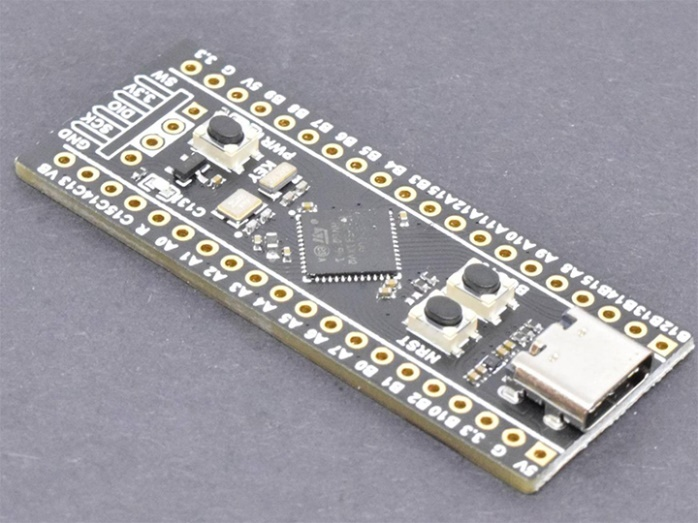 3.3
G
5V
B9
B8
B7
B6
B5
B4
B3
A15
A12
A11
A10
A9
A8
B15
B14
B13
B12
SW
3.3V
DIO
SCK
GND
PWR
C13
VB
C13
C14
C15
R
A0
A1
A2
A3
A4
A5
A6
A7
B0
B1
B2
B10
3.3
G
5V
NRST